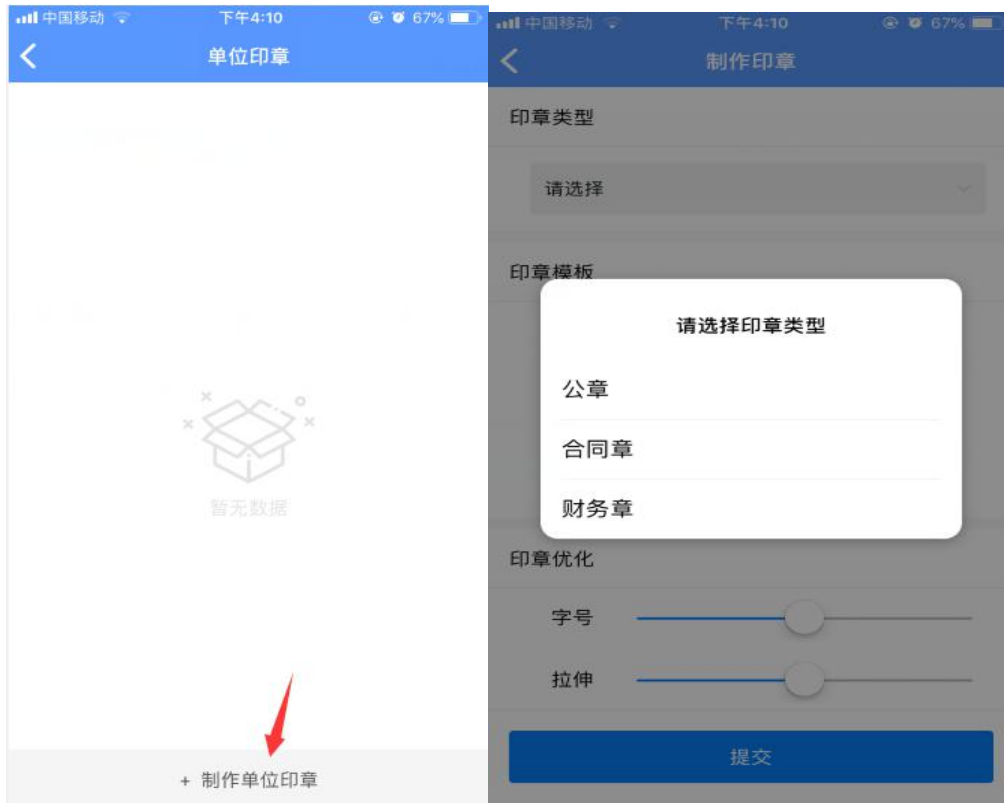 中国移动 下午4:10 67%
单位印章
暂无数据
+ 制作单位印章
中国移动 下午4:10 67%
制作印章
印章类型
请选择
印章模板
请选择印章类型
公章
合同章
财务章
印章优化
字号
拉伸
提交